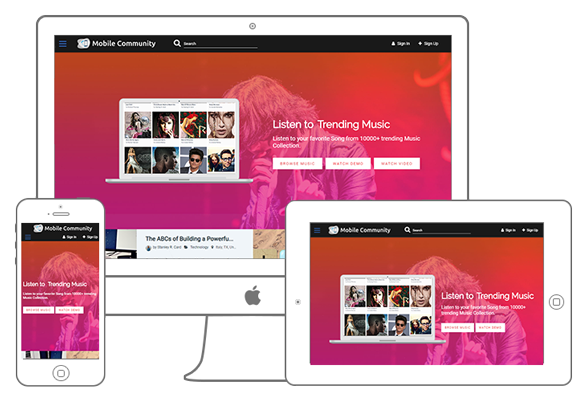 Mobile Community
Search
Sign In
Sign Up
Listen to Trending Music
Listen to your favorite Song from 10000+ trending Music
Collection.
BROWSE MUSIC
WATCH DEMO
WATCH VIDEO
The ABCs of Building a Powerfu...
by Stanley R. Card
Technology
Mobile Community
Sign In
Sign Up
Listen to Trending Music
Listen to your favorite Song from 10000+ trending
Music Collection
BROWSE MUSIC
WATCH DEMO
Mobile Community
Search
Sign In
Sign Up
Listen to Trending Music
Listen to your favorite Song from 10000+
trending Music Collection.
BROWSE MUSIC
WATCH DEMO